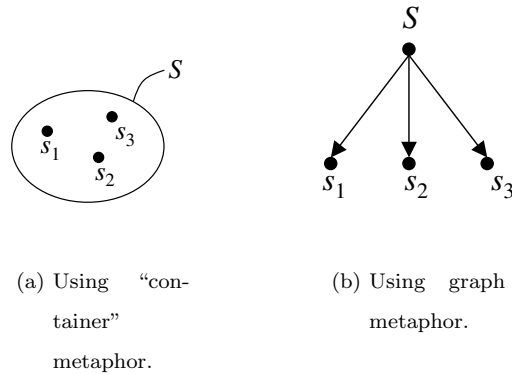 S
s1
s3
s2
S
s1
s2
s3
(a) Using “con-
tainer”
metaphor.
(b) Using graph
metaphor.